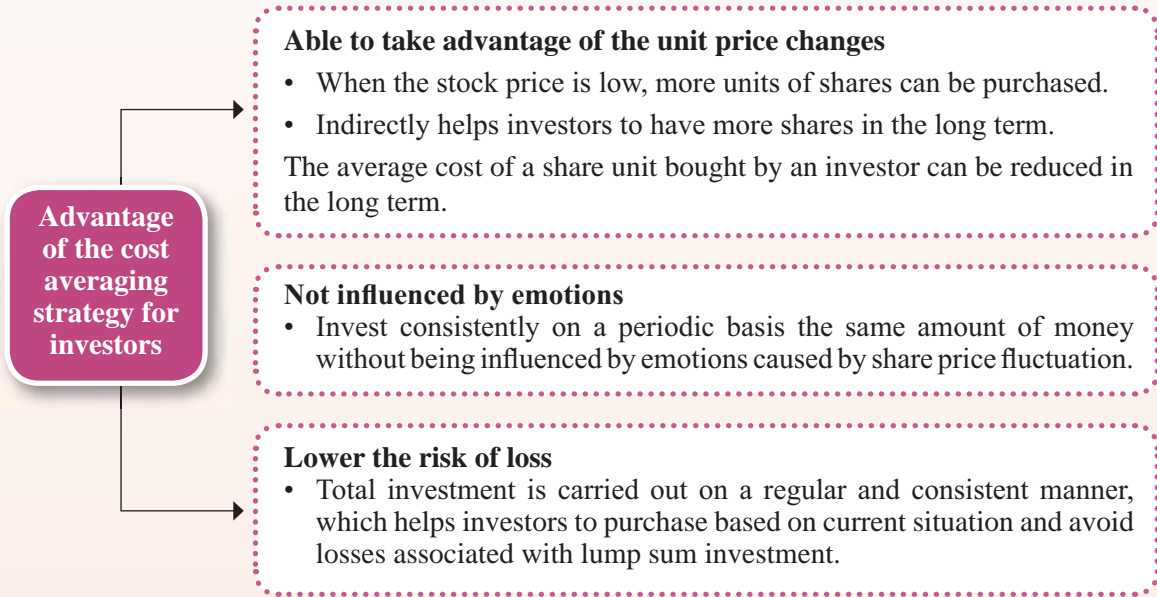 Advantage
of the cost
averaging
strategy for
investors
Able to take advantage of the unit price changes
• When the stock price is low, more units of shares can be purchased.
• Indirectly helps investors to have more shares in the long term.
The average cost of a share unit bought by an investor can be reduced in
the long term.
Not influenced by emotions
• Invest consistently on a periodic basis the same amount of money
without being influenced by emotions caused by share price fluctuation.
Lower the risk of loss
• Total investment is carried out on a regular and consistent manner,
which helps investors to purchase based on current situation and avoid
losses associated with lump sum investment.